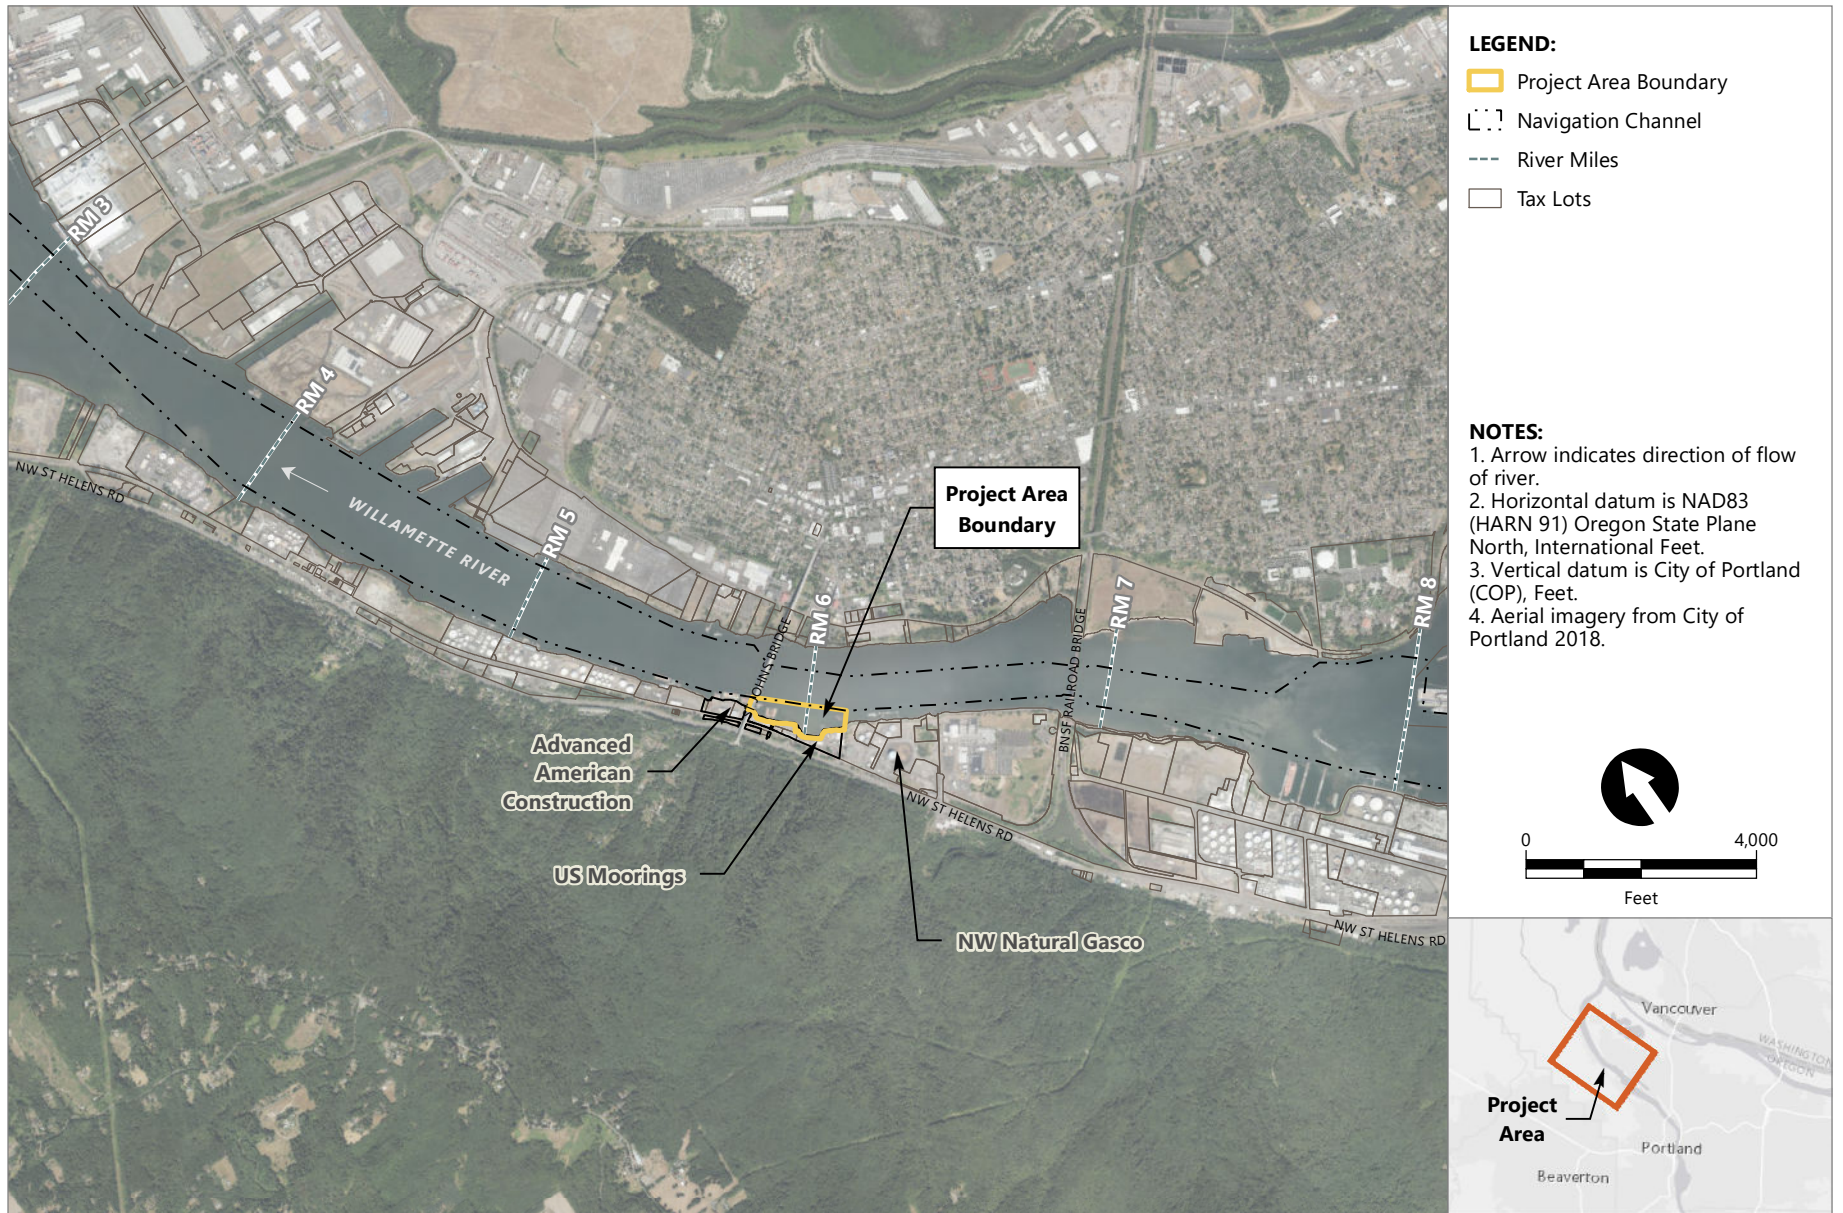 RM 3
RM 4
NW ST HELENS RD
WILLAMETTE RIVER
RM 5
Project Area
Boundary
OHNS BRIDGE
RM 6
BNSF RAILROAD BRIDGE
RM 7
RM 8
Advanced
American
Construction
US Moorings
NW ST HELENS RD
NW Natural Gasco
NW ST HELENS RD
LEGEND:
Project Area Boundary
Navigation Channel
River Miles
Tax Lots
NOTES:
1. Arrow indicates direction of flow
of river.
2. Horizontal datum is NAD83
(HARN 91) Oregon State Plane
North, International Feet.
3. Vertical datum is City of Portland
(COP), Feet.
4. Aerial imagery from City of
Portland 2018.
0 4,000
Feet
Vancouver
WASHINGTON
OREGON
Project
Area
Portland
Beaverton